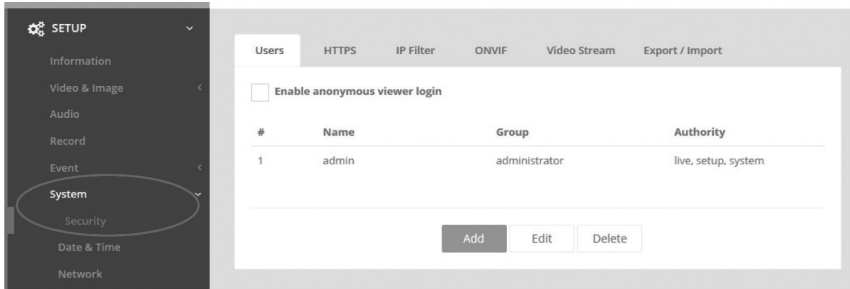 SETUP
Information
Video & Image
Audio
Record
Event
System
Security
Date & Time
Network
Users HTTPS IP Filter ONVIF Video Stream Export / Import
Enable anonymous viewer login
# Name Group Authority
1 admin administrator live, setup, system
Add Edit Delete